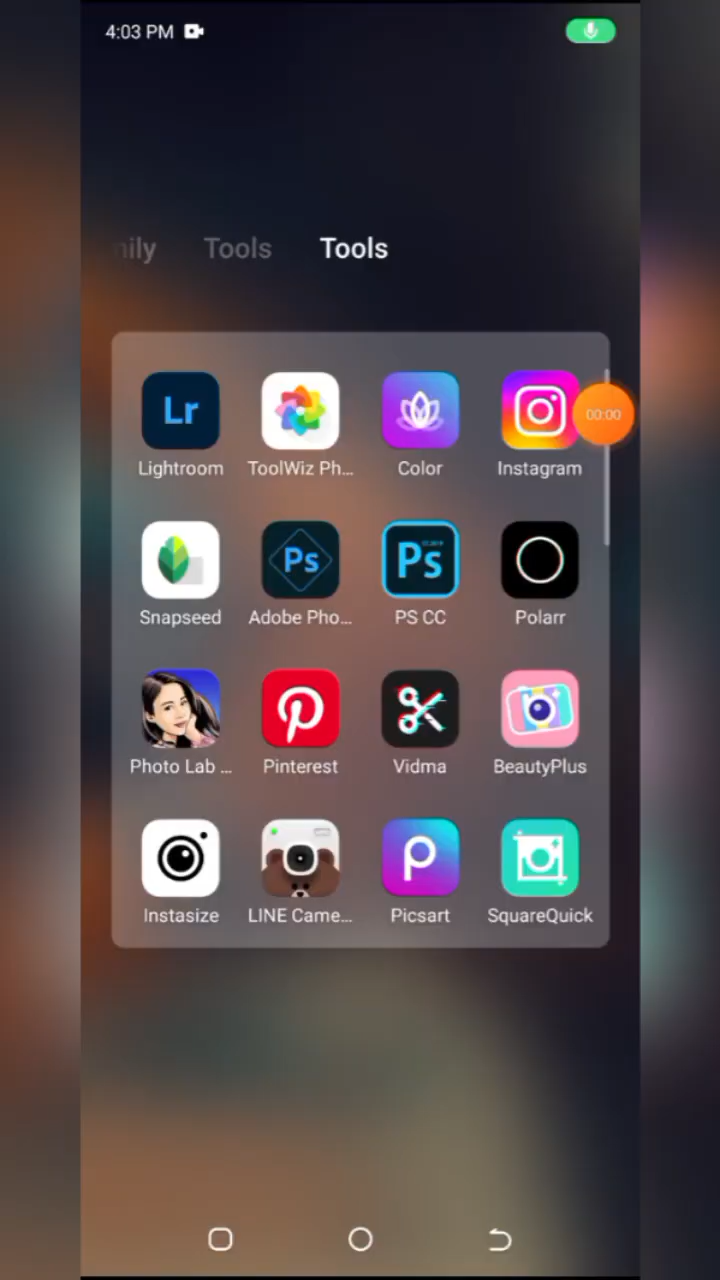 4:03 PM
nily Tools Tools
Lr
Lightroom ToolWiz Ph... Color Instagram
00:00
Ps Ps
Snapseed Adobe Pho... PS CC Polarr
Photo Lab ... Pinterest Vidma BeautyPlus
Instasize LINE Came... Picsart SquareQuick